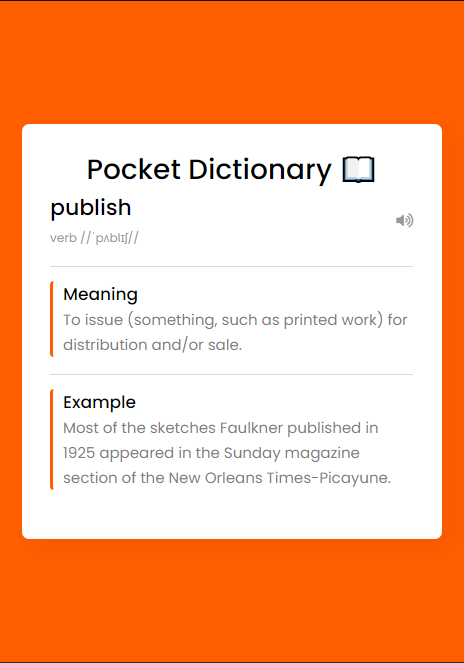 Pocket Dictionary 📖
publish
verb //ˈpʌblɪʃ//
Meaning
To issue (something, such as printed work) for
distribution and/or sale.
Example
Most of the sketches Faulkner published in
1925 appeared in the Sunday magazine
section of the New Orleans Times-Picayune.